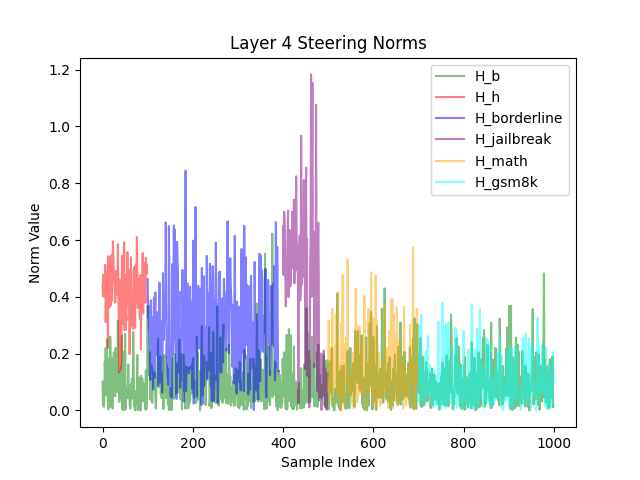 Layer 4 Steering Norms
Norm Value
1.2
1.0
0.8
0.6
0.4
0.2
0.0
H_b
H_h
H_borderline
H_jailbreak
H_math
H_gsm8k
0 200 400 600 800 1000
Sample Index